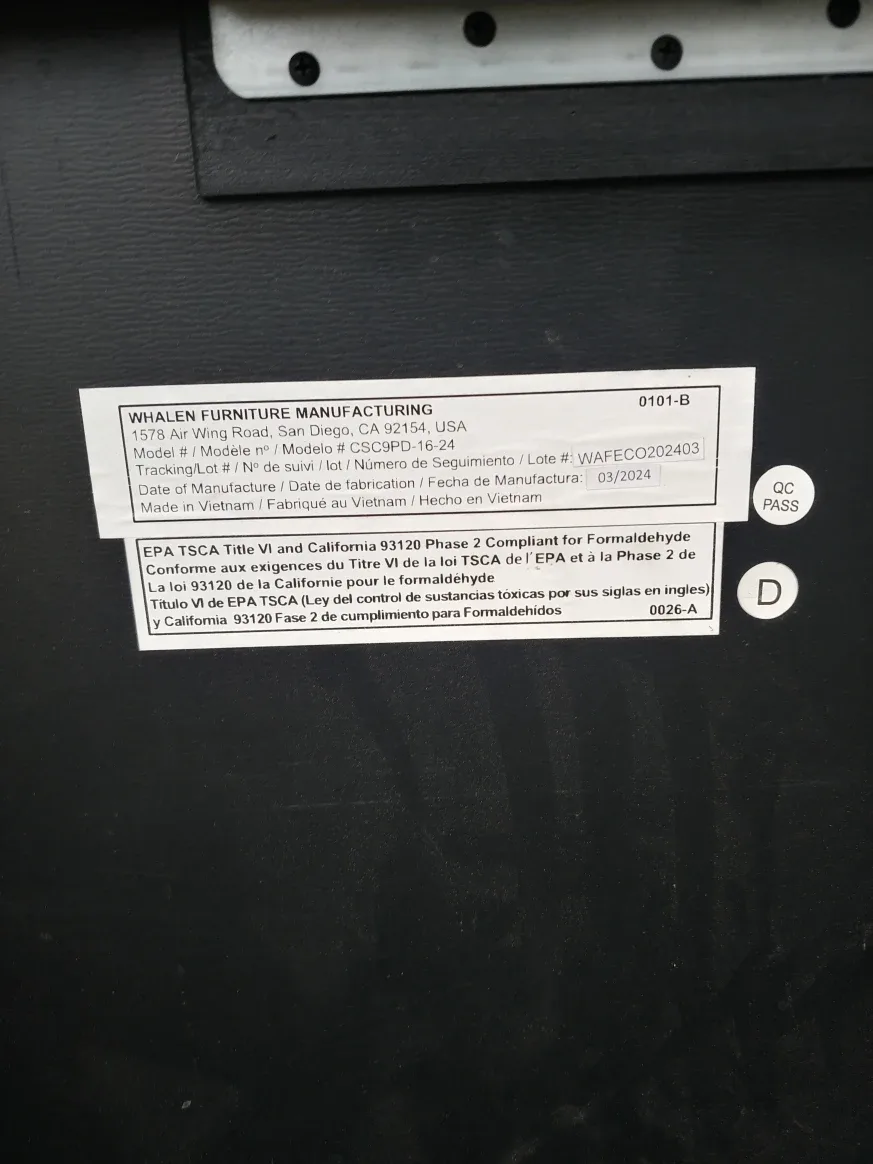 WHALEN FURNITURE MANUFACTURING 0101-B
1578 Air Wing Road, San Diego, CA 92154, USA
Model # / Modèle nº / Modelo # CSC9PD-16-24
Tracking/Lot # / Nº de suivi / lot / Número de Seguimiento / Lote #: WAFECO202403
Date of Manufacture / Date de fabrication / Fecha de Manufactura: 03/2024
Made in Vietnam / Fabriqué au Vietnam / Hecho en Vietnam
QC
PASS
EPA TSCA Title VI and California 93120 Phase 2 Compliant for Formaldehyde
Conforme aux exigences du Titre VI de la loi TSCA de l'EPA et à la Phase 2 de
La loi 93120 de la Californie pour le formaldéhyde
Título VI de EPA TSCA (Ley del control de sustancias tóxicas por sus siglas en ingles)
y California 93120 Fase 2 de cumplimiento para Formaldehídos 0026-A
D